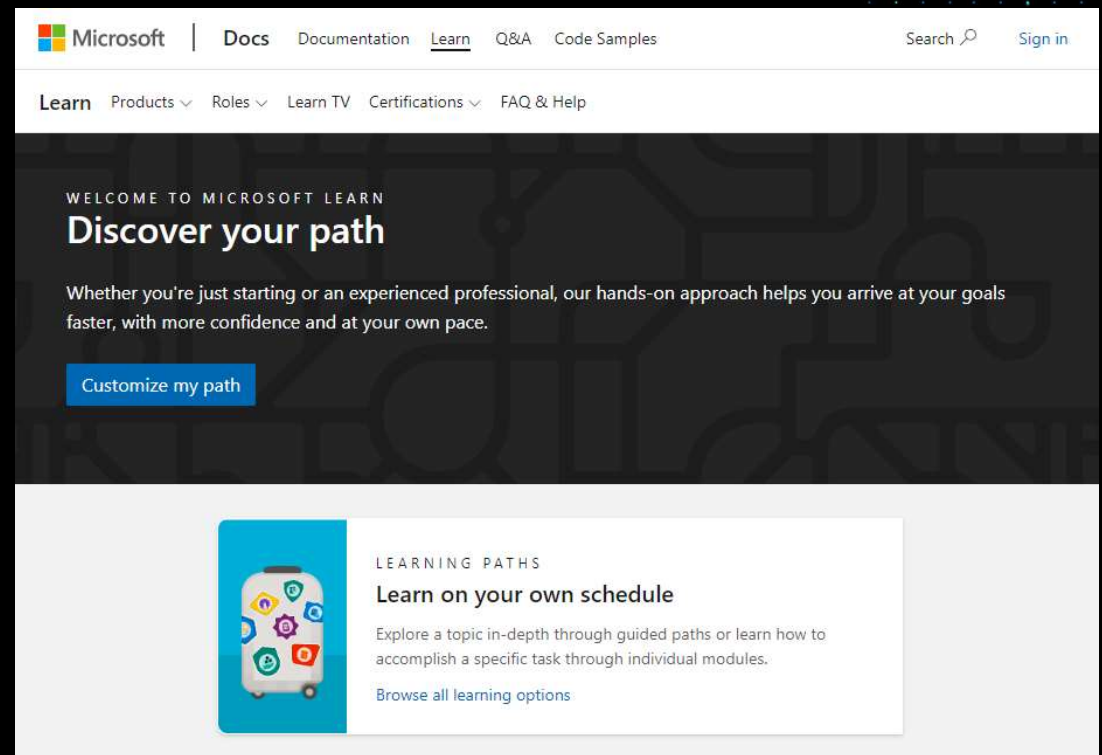 Microsoft | Docs Documentation Learn Q&A Code Samples Search Sign in
Learn Products Roles Learn TV Certifications FAQ & Help
WELCOME TO MICROSOFT LEARN
Discover your path
Whether you're just starting or an experienced professional, our hands-on approach helps you arrive at your goals
faster, with more confidence and at your own pace.
Customize my path
LEARNING PATHS
Learn on your own schedule
Explore a topic in-depth through guided paths or learn how to
accomplish a specific task through individual modules.
Browse all learning options